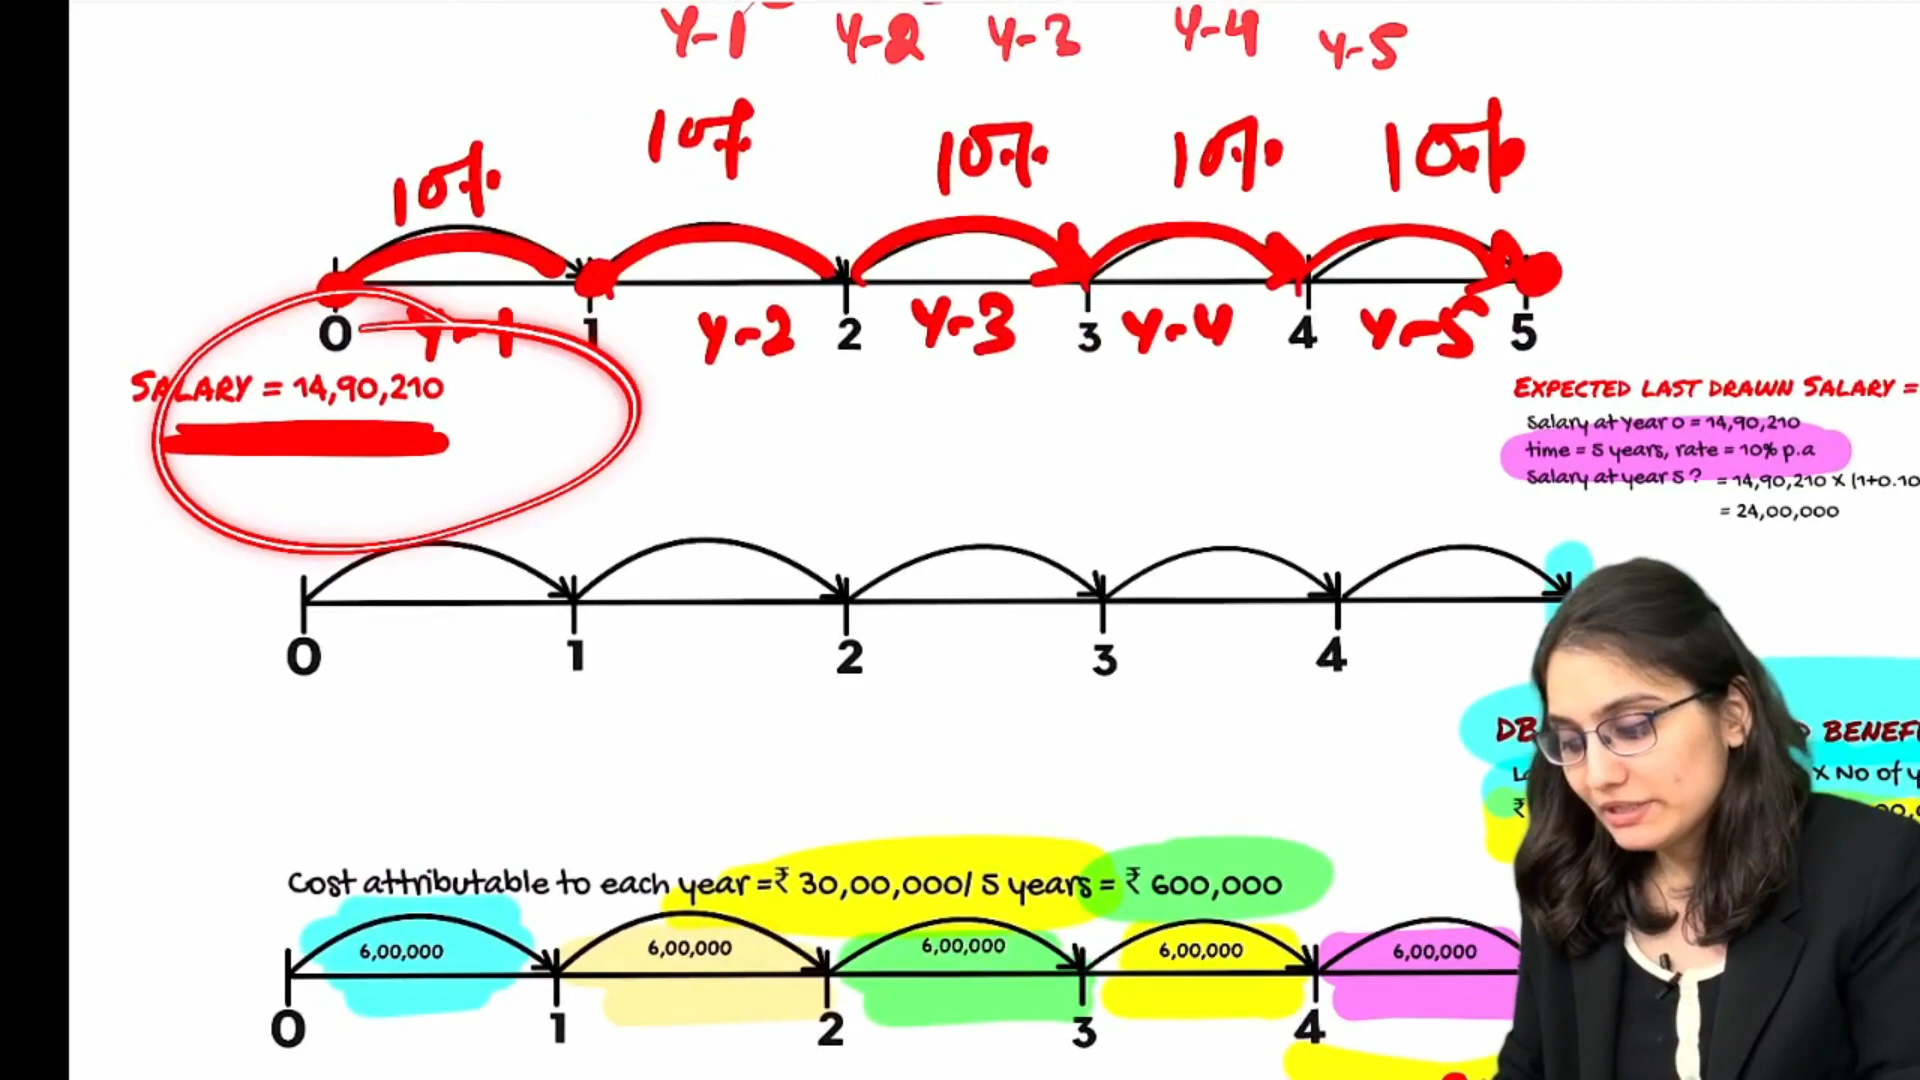 Y-1 Y-2 Y-3 Y-4 Y-5
10% 10% 10% 10% 10%
0 Y-1 1 Y-2 2 Y-3 3 Y-4 4 Y-5 5
SALARY = 14,90,210
EXPECTED LAST DRAWN SALARY =
Salary at year 0 = 14,90,210
time = 5 years, rate = 10% p.a
Salary at year 5? = 14,90,210 X (1+0.10
= 24,00,000
0 1 2 3 4
DB
X No of
₹
Cost attributable to each year =₹ 30,00,000/ 5 years = ₹ 600,000
6,00,000 6,00,000 6,00,000 6,00,000 6,00,000
0 1 2 3 4